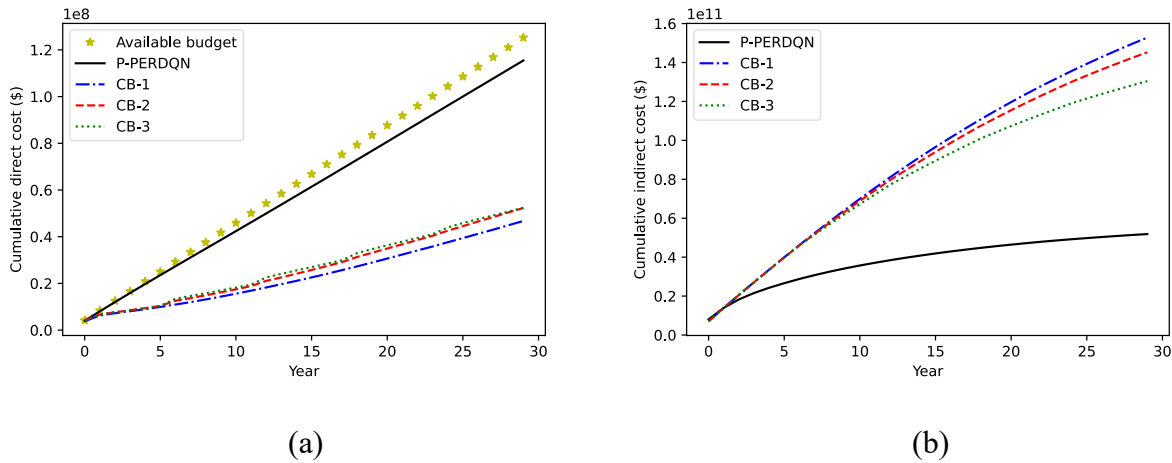 1e8
Cumulative direct cost ($)
1.2
1.0
0.8
0.6
0.4
0.2
0.0
Available budget
P-PERDQN
CB-1
CB-2
CB-3
0 5 10 15 20 25 30
Year
(a)
1e11
Cumulative indirect cost ($)
1.6
1.4
1.2
1.0
0.8
0.6
0.4
0.2
0.0
P-PERDQN
CB-1
CB-2
CB-3
0 5 10 15 20 25 30
Year
(b)